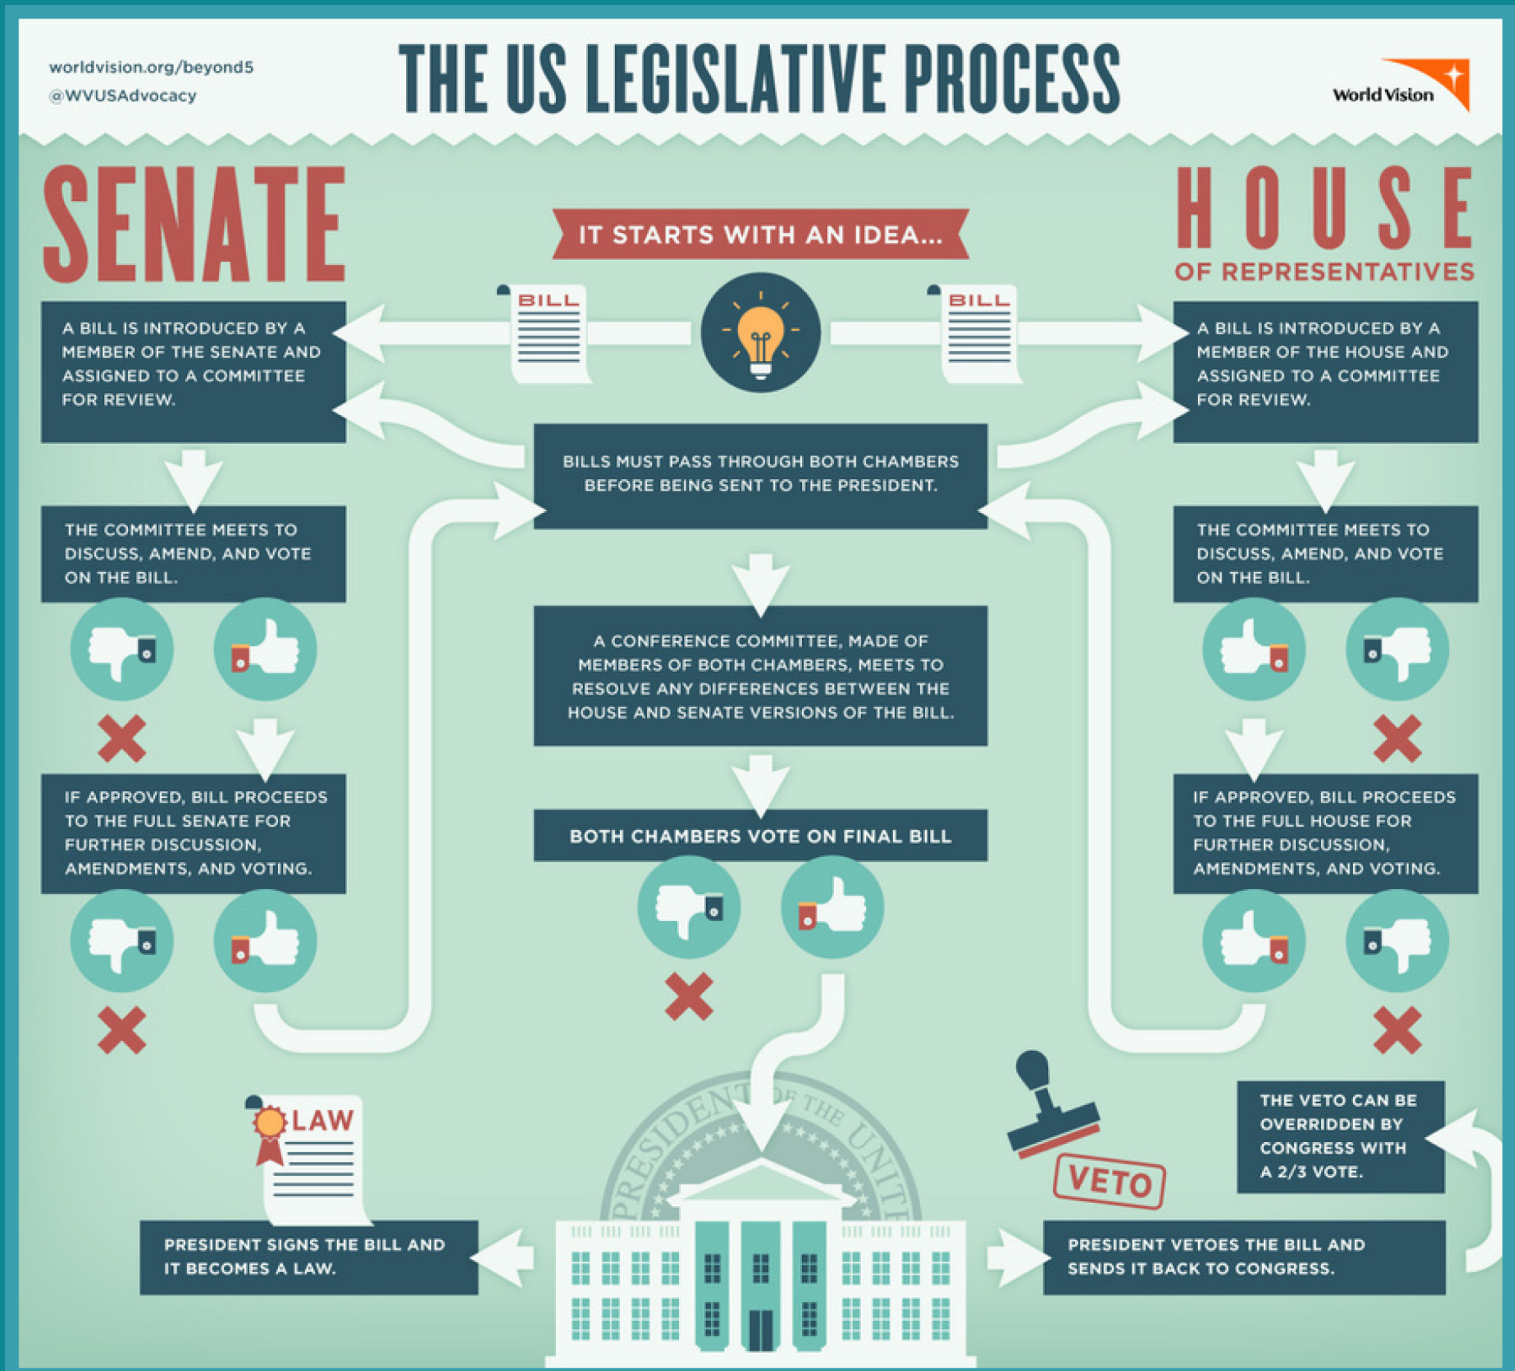 worldvision.org/beyond5
@WVUSAdvocacy
THE US LEGISLATIVE PROCESS
World Vision
SENATE
IT STARTS WITH AN IDEA...
HOUSE
OF REPRESENTATIVES
BILL
BILL
A BILL IS INTRODUCED BY A
MEMBER OF THE SENATE AND
ASSIGNED TO A COMMITTEE
FOR REVIEW.
A BILL IS INTRODUCED BY A
MEMBER OF THE HOUSE AND
ASSIGNED TO A COMMITTEE
FOR REVIEW.
BILLS MUST PASS THROUGH BOTH CHAMBERS
BEFORE BEING SENT TO THE PRESIDENT.
THE COMMITTEE MEETS TO
DISCUSS, AMEND, AND VOTE
ON THE BILL.
THE COMMITTEE MEETS TO
DISCUSS, AMEND, AND VOTE
ON THE BILL.
A CONFERENCE COMMITTEE, MADE OF
MEMBERS OF BOTH CHAMBERS, MEETS TO
RESOLVE ANY DIFFERENCES BETWEEN THE
HOUSE AND SENATE VERSIONS OF THE BILL.
IF APPROVED, BILL PROCEEDS
TO THE FULL SENATE FOR
FURTHER DISCUSSION,
AMENDMENTS, AND VOTING.
IF APPROVED, BILL PROCEEDS
TO THE FULL HOUSE FOR
FURTHER DISCUSSION,
AMENDMENTS, AND VOTING.
BOTH CHAMBERS VOTE ON FINAL BILL
PRESIDENT OF THE UNITE
LAW
VETO
THE VETO CAN BE
OVERRIDDEN BY
CONGRESS WITH
A 2/3 VOTE.
PRESIDENT SIGNS THE BILL AND
IT BECOMES A LAW.
PRESIDENT VETOES THE BILL AND
SENDS IT BACK TO CONGRESS.